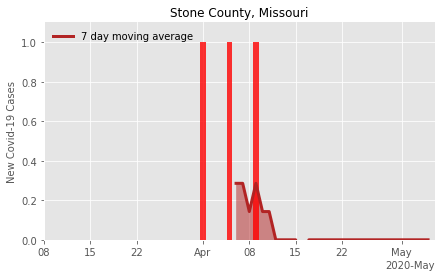 Stone County, Missouri
7 day moving average
New Covid-19 Cases
1.0
0.8
0.6
0.4
0.2
0.0
08 15 22 Apr 08 15 22 May
2020-May